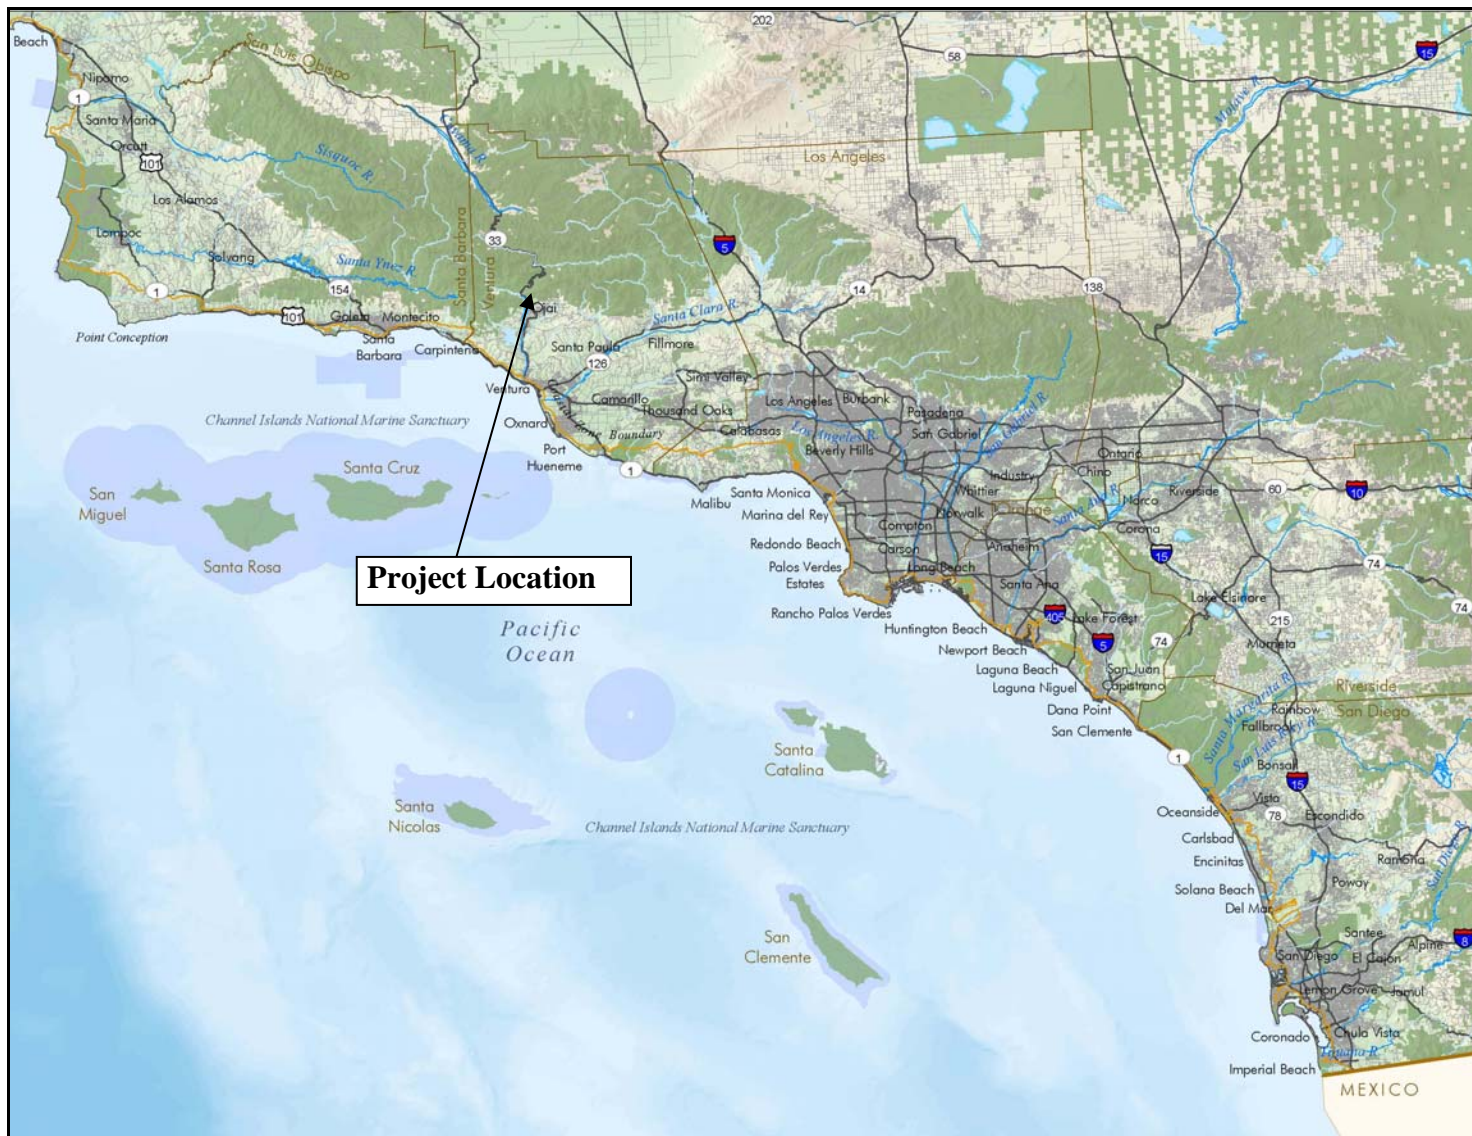 Beach
202
58
15
San Luis Obispo
Nipomo
1
Santa Maria
Orcutt
101
Cuyama R.
Sisquoc R.
Mojave R.
Los Angeles
Los Alamos
Lompoc
Solvang
Santa Barbara
Ventura
33
5
Santa Ynez R.
154
1
101
Goleta
Montecito
Ojai
14
138
Point Conception
Santa
Barbara
Carpinteria
Santa Clara R.
Santa Paula
Fillmore
126
Simi Valley
Ventura
Camarillo
Thousand Oaks
Los Angeles
Burbank
Pasadena
Channel Islands National Marine Sanctuary
Oxnard
Coastal Zone Boundary
Calabasas
Los Angeles R.
San Gabriel
San Gabriel R.
Beverly Hills
Port
Hueneme
1
Ontario
Industry
Chino
Santa Cruz
San
Miguel
Santa Rosa
Malibu
Santa Monica
Whittier
Riverside
60
10
Marina del Rey
Norwalk
Orange
Santa Ana R.
Norco
Compton
Corona
Redondo Beach
Carson
Anaheim
15
Project Location
Palos Verdes
Estates
Long Beach
Santa Ana
74
Lake Elsinore
74
Rancho Palos Verdes
405
Lake Forest
215
Pacific
Ocean
Huntington Beach
5
74
Murrieta
Newport Beach
Laguna Beach
San Juan
Capistrano
Laguna Niguel
Santa Margarita R.
Riverside
San Diego
Dana Point
Rainbow
San Clemente
Fallbrook
San Luis Rey R.
Santa
Catalina
1
Bonsall
15
Santa
Nicolas
Vista
Oceanside
78
Escondido
Channel Islands National Marine Sanctuary
Carlsbad
Encinitas
Ramona
San Diego R.
Solana Beach
Poway
Del Mar
San
Clemente
Santee
Alpine
8
San Diego
El Cajon
Lemon Grove
Jamul
Coronado
Chula Vista
Tijuana R.
Imperial Beach
MEXICO